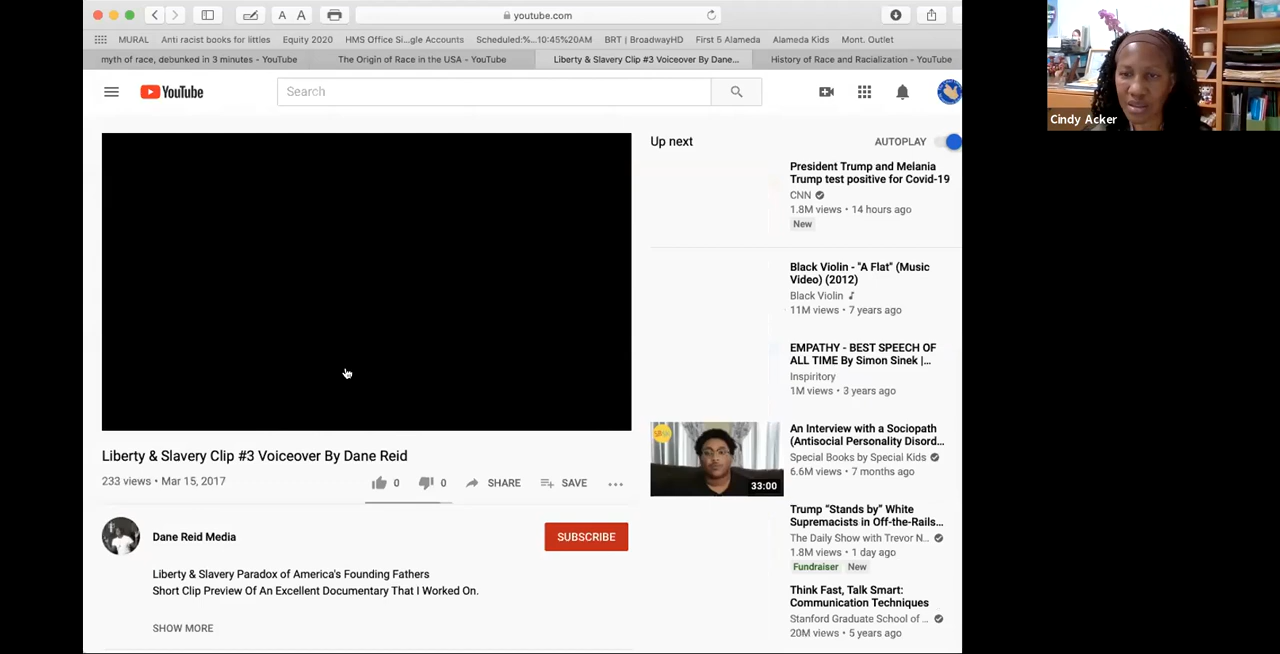 youtube.com
MURAL Anti racist books for littles Equity 2020 HMS Office Si...gle Accounts Scheduled:%...10:45%20AM BRT | BroadwayHD First 5 Alameda Alameda Kids Mont. Outlet
myth of race, debunked in 3 minutes - YouTube The Origin of Race in the USA - YouTube Liberty & Slavery Clip #3 Voiceover By Dane... History of Race and Racialization - YouTube
A A
YouTube
Search
Liberty & Slavery Clip #3 Voiceover By Dane Reid
233 views • Mar 15, 2017
0 0 SHARE SAVE
Dane Reid Media
SUBSCRIBE
Liberty & Slavery Paradox of America's Founding Fathers
Short Clip Preview Of An Excellent Documentary That I Worked On.
SHOW MORE
Up next
AUTOPLAY
President Trump and Melania
Trump test positive for Covid-19
CNN
1.8M views • 14 hours ago
New
Black Violin - "A Flat" (Music
Video) (2012)
Black Violin
11M views • 7 years ago
EMPATHY - BEST SPEECH OF
ALL TIME By Simon Sinek |...
Inspiritory
1M views • 3 years ago
33:00
An Interview with a Sociopath
(Antisocial Personality Disord...
Special Books by Special Kids
6.6M views • 7 months ago
Trump “Stands by” White
Supremacists in Off-the-Rails...
The Daily Show with Trevor N...
1.8M views • 1 day ago
Fundraiser New
Think Fast, Talk Smart:
Communication Techniques
Stanford Graduate School of ...
20M views • 5 years ago
Cindy Acker